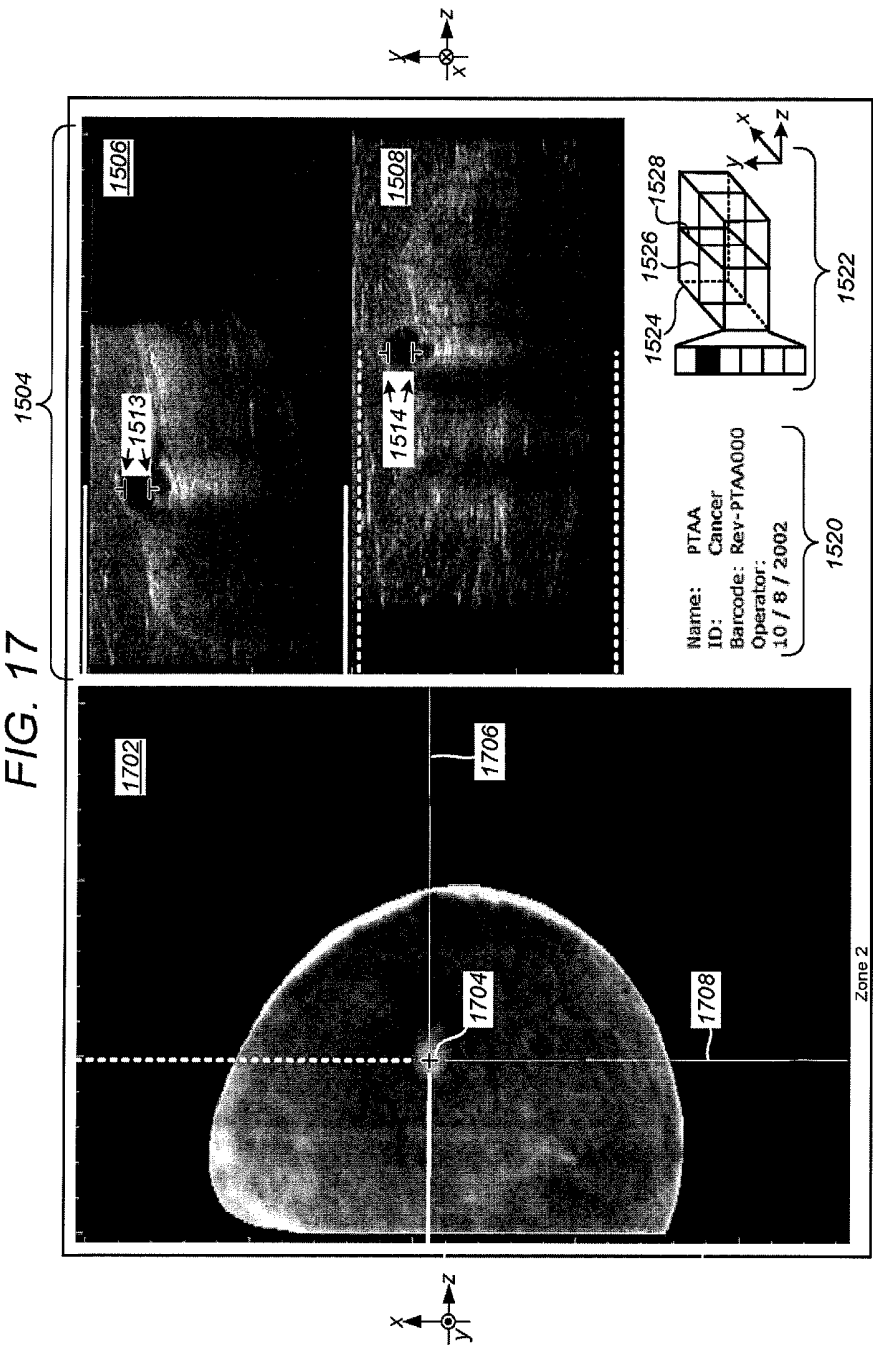 FIG. 17
1504
1702
1506
1513
1508
1514
1706
1704
1708
Zone 2
Name: PTAA
ID: Cancer
Barcode: Rev-PTAA000
Operator:
10 / 8 / 2002
1520
1524
1526
1528
y
x
z
1522
x
z
y
y
z
x